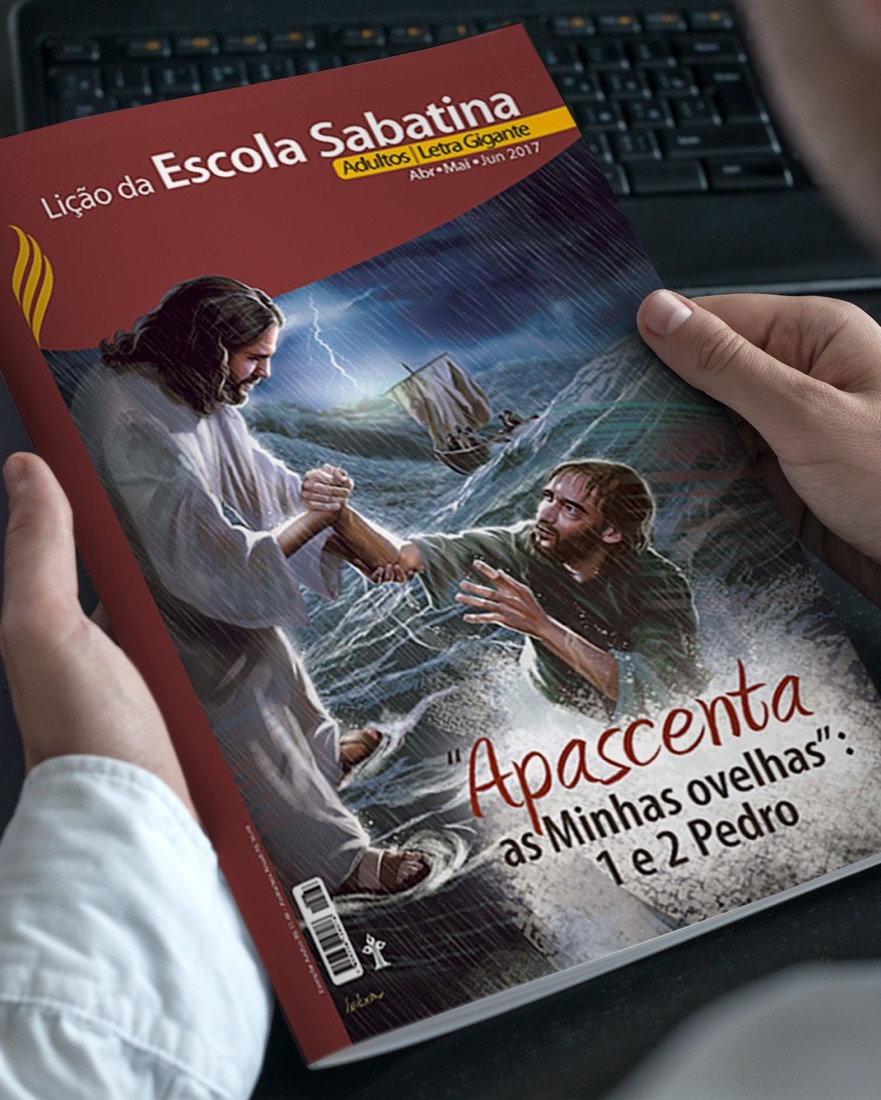 Lição da Escola Sabatina
Adultos | Letra Gigante
Abr • Mai • Jun 2017
"Apascenta
as Minhas ovelhas":
1 e 2 Pedro